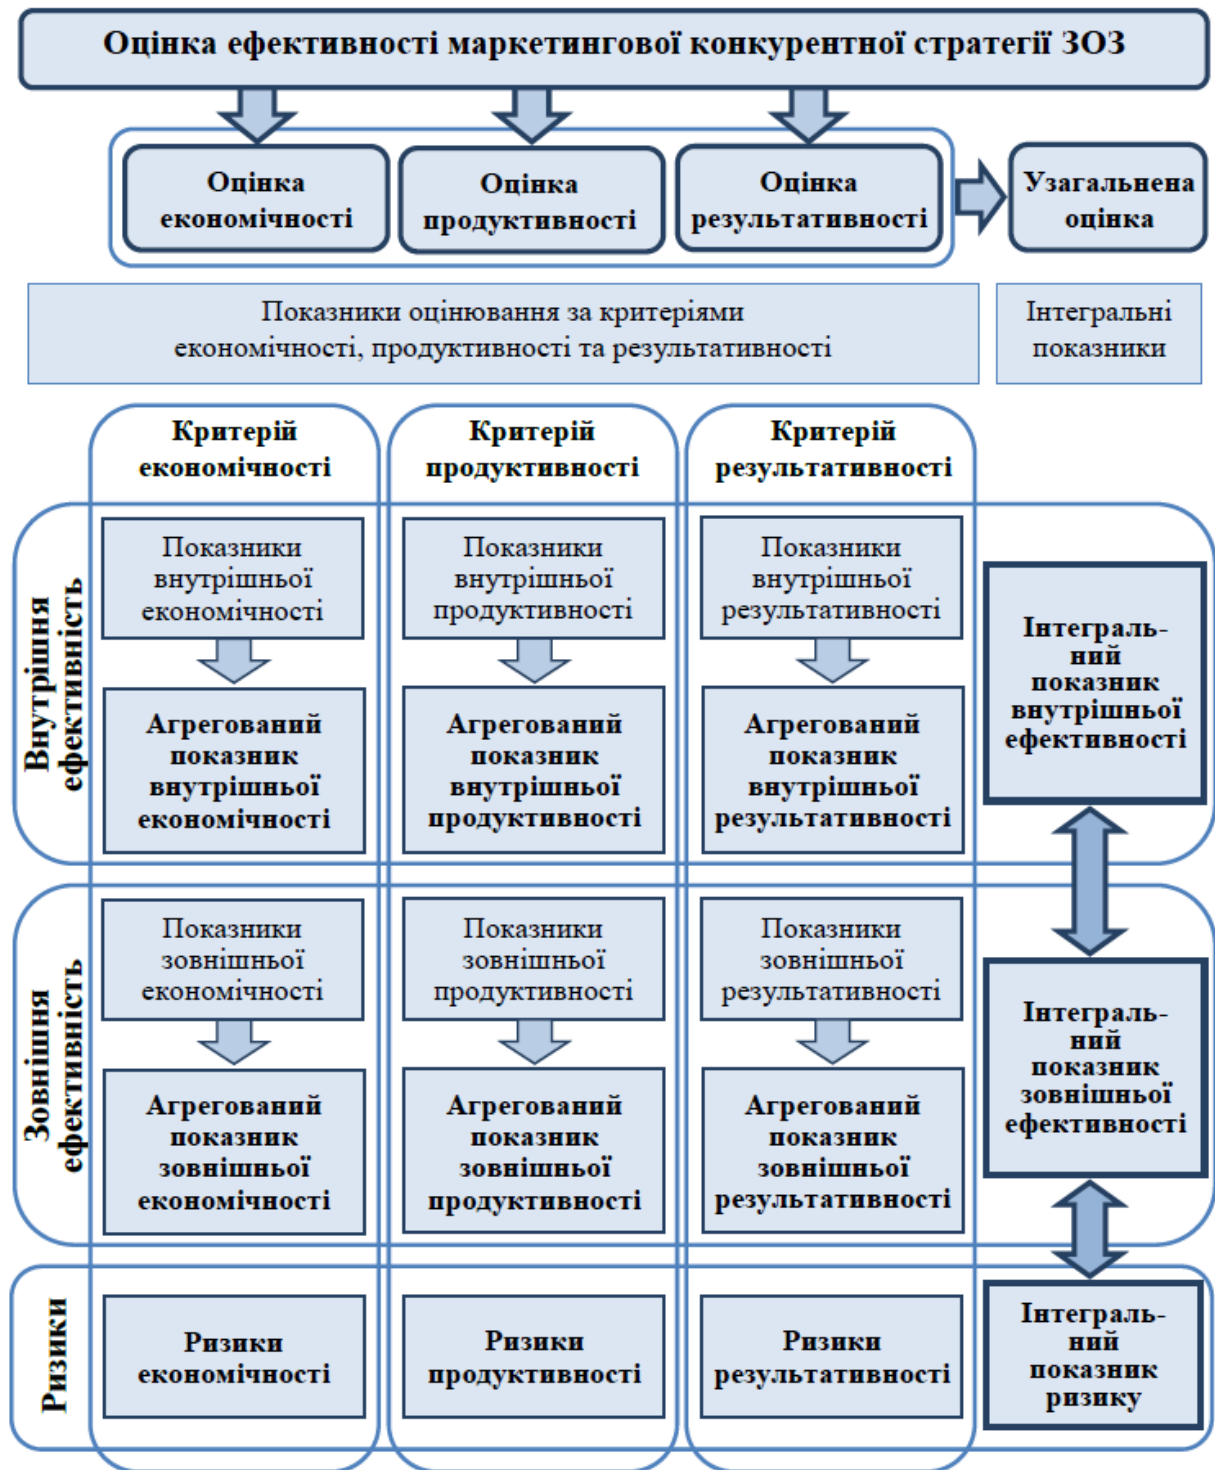 Оцінка ефективності маркетингової конкурентної стратегії ЗОЗ
Оцінка
економічності
Оцінка
продуктивності
Оцінка
результативності
Узагальнена
оцінка
Показники оцінювання за критеріями
економічності, продуктивності та результативності
Інтегральні
показники
Критерій
економічності
Критерій
продуктивності
Критерій
результативності
Внутрішня
ефективність
Показники
внутрішньої
економічності
Показники
внутрішньої
продуктивності
Показники
внутрішньої
результативності
Агрегований
показник
внутрішньої
економічності
Агрегований
показник
внутрішньої
продуктивності
Агрегований
показник
внутрішньої
результативності
Інтеграль-
ний
показник
внутрішньої
ефективності
Зовнішня
ефективність
Показники
зовнішньої
економічності
Показники
зовнішньої
продуктивності
Показники
зовнішньої
результативності
Агрегований
показник
зовнішньої
економічності
Агрегований
показник
зовнішньої
продуктивності
Агрегований
показник
зовнішньої
результативності
Інтеграль-
ний
показник
зовнішньої
ефективності
Ризики
Ризики
економічності
Ризики
продуктивності
Ризики
результативності
Інтеграль-
ний
показник
ризику